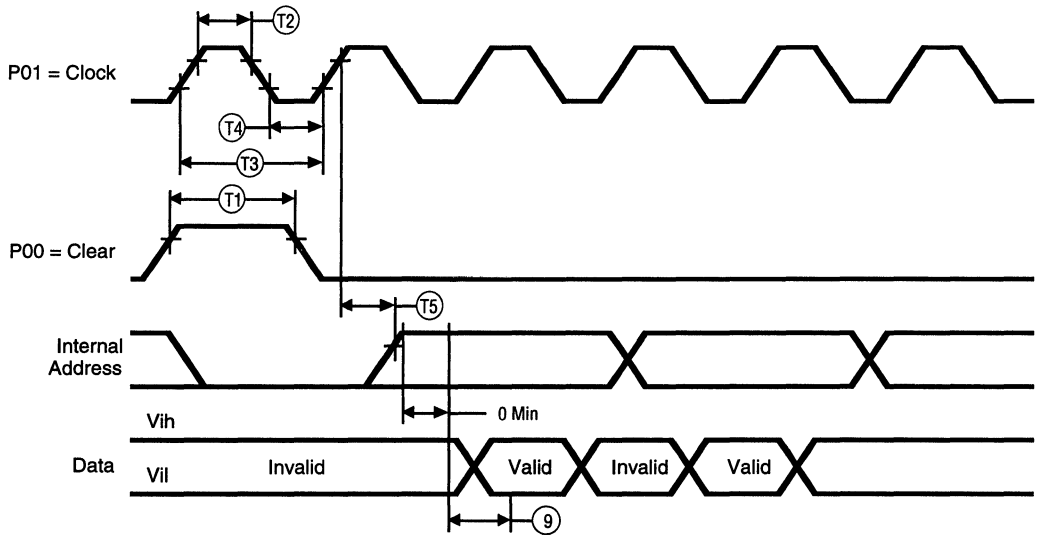 T2
P01 = Clock
T4
T3
T1
P00 = Clear
T5
Internal
Address
0 Min
Vih
Data
Vil
Invalid
Valid
Invalid
Valid
9